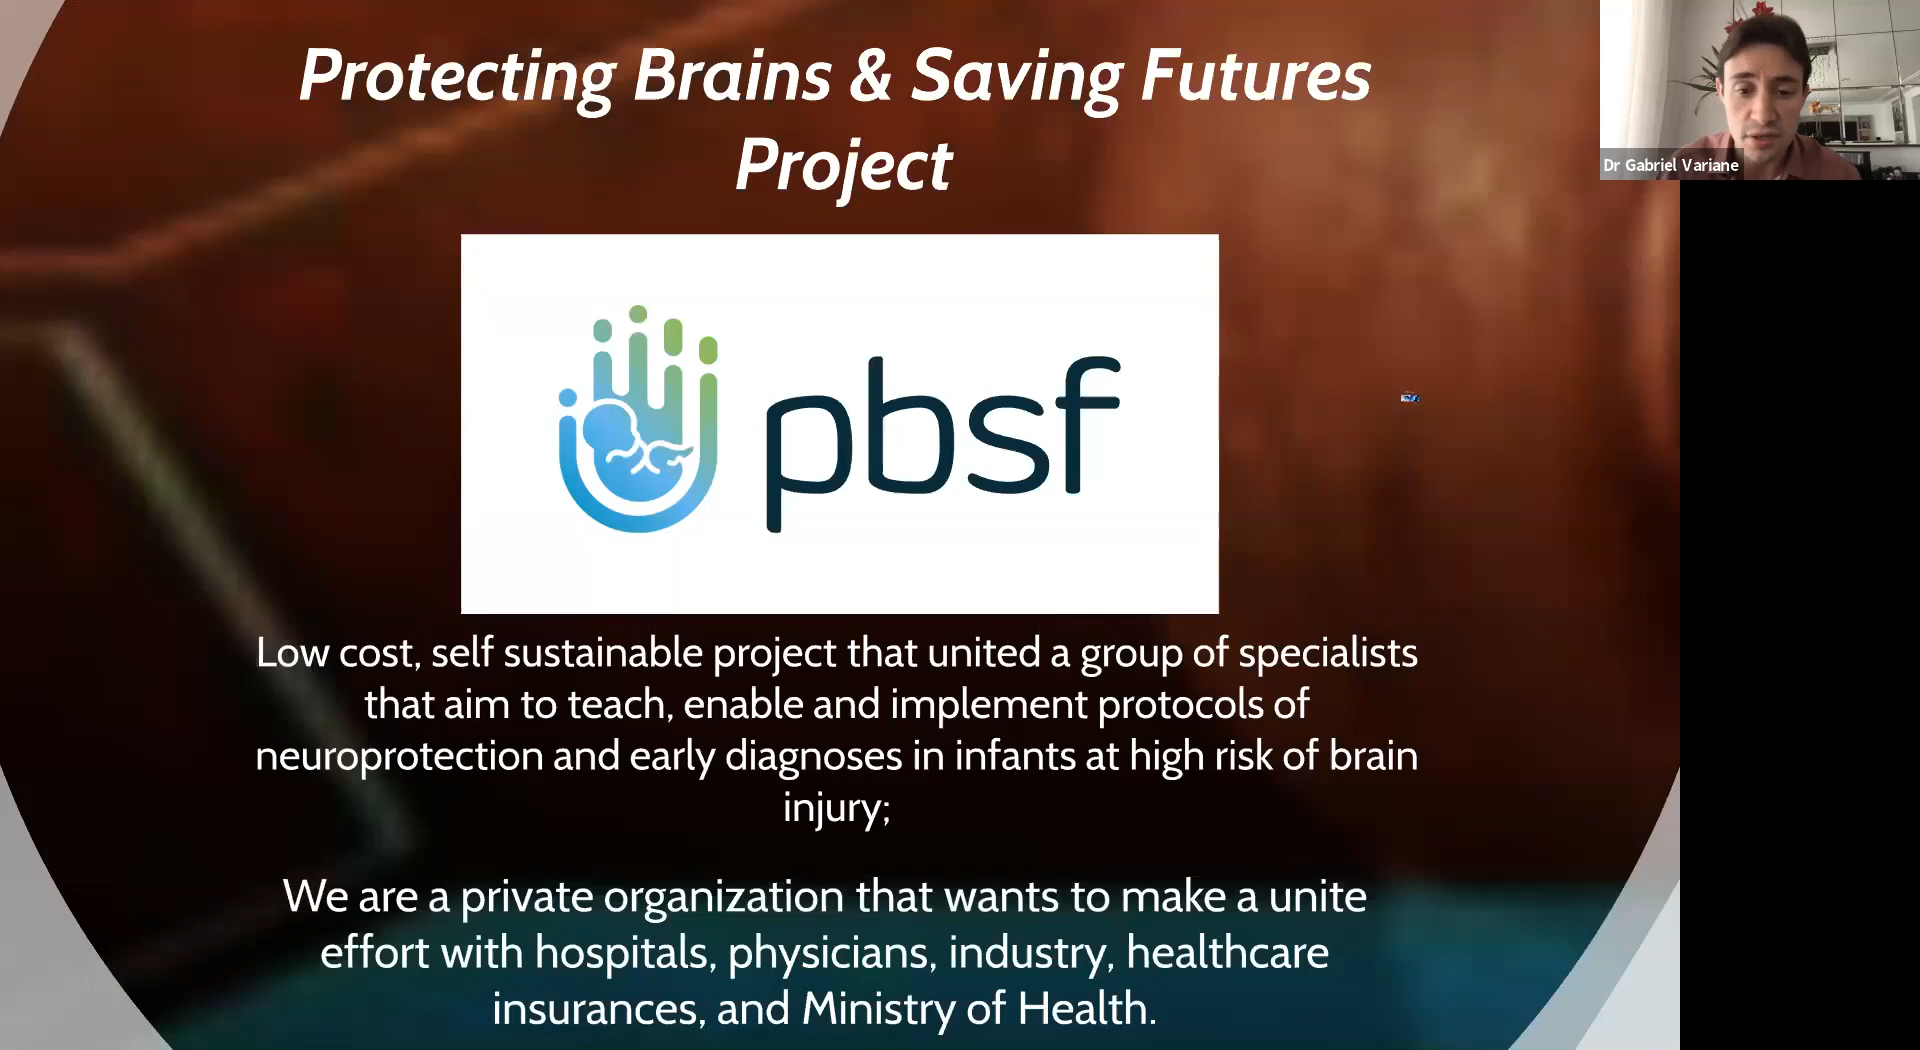 Protecting Brains & Saving Futures
Project
Dr Gabriel Variane
pbsf
Low cost, self sustainable project that united a group of specialists
that aim to teach, enable and implement protocols of
neuroprotection and early diagnoses in infants at high risk of brain
injury;
We are a private organization that wants to make a unite
effort with hospitals, physicians, industry, healthcare
insurances, and Ministry of Health.